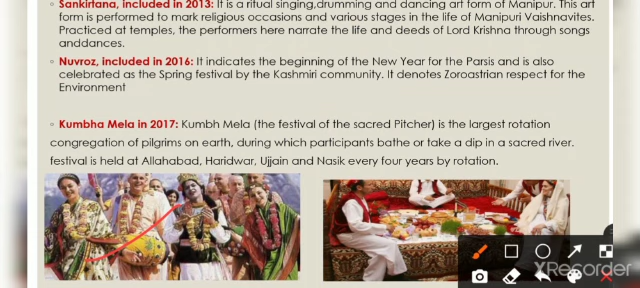 Sankirtana, included in 2013: It is a ritual singing,drumming and dancing art form of Manipur. This art
form is performed to mark religious occasions and various stages in the life of Manipuri Vaishnavites.
Practiced at temples, the performers here narrate the life and deeds of Lord Krishna through songs
anddances.
Nuvroz, included in 2016: It indicates the beginning of the New Year for the Parsis and is also
celebrated as the Spring festival by the Kashmiri community. It denotes Zoroastrian respect for the
Environment
Kumbha Mela in 2017: Kumbh Mela (the festival of the sacred Pitcher) is the largest rotation
congregation of pilgrims on earth, during which participants bathe or take a dip in a sacred river.
festival is held at Allahabad, Haridwar, Ujjain and Nasik every four years by rotation.
XRecorder